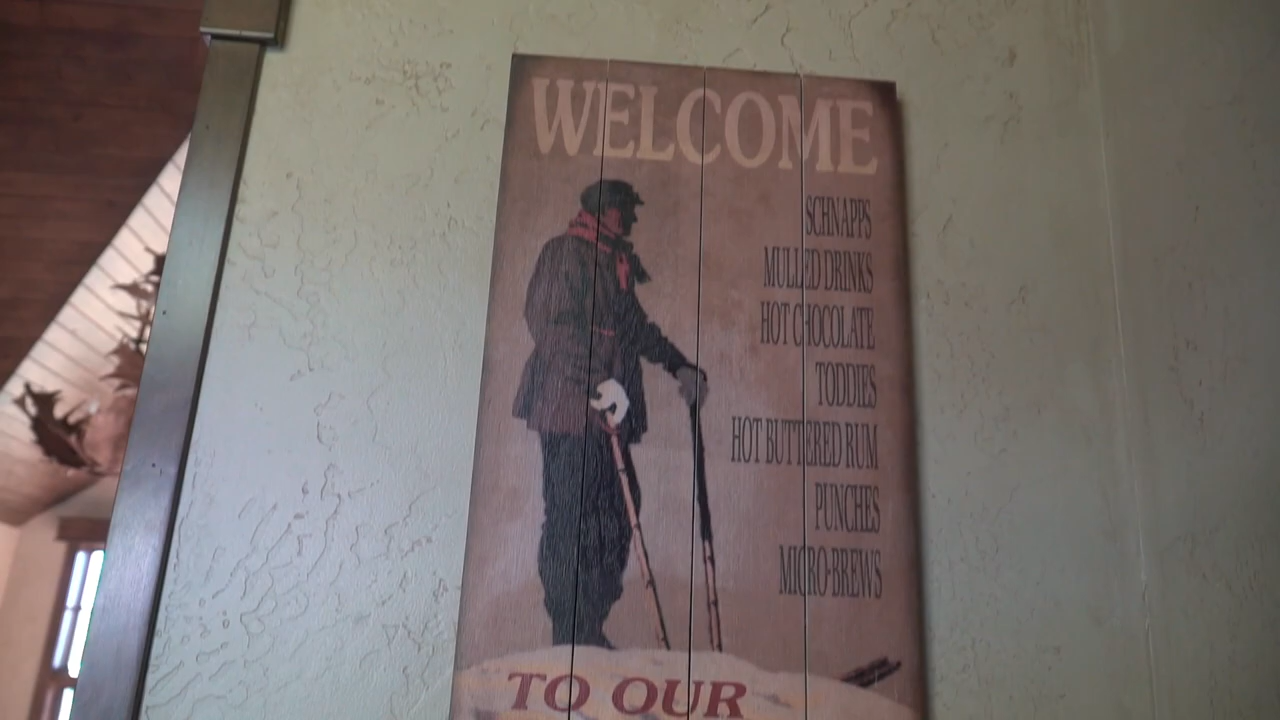 WELCOME
SCHNAPPS
MULLED DRINKS
HOT CHOCOLATE
TODDIES
HOT BUTTERED RUM
PUNCHES
MICRO-BREWS
TO OUR